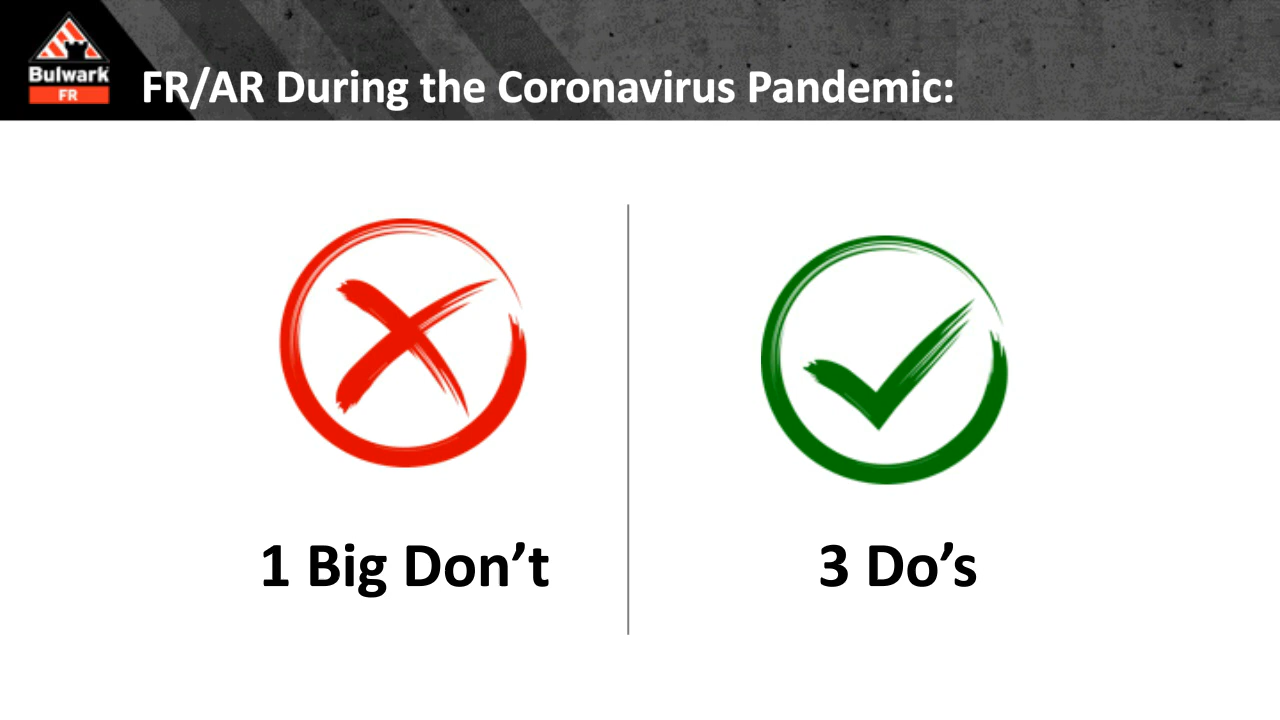 Bulwark
FR
FR/AR During the Coronavirus Pandemic:
1 Big Don’t
3 Do’s